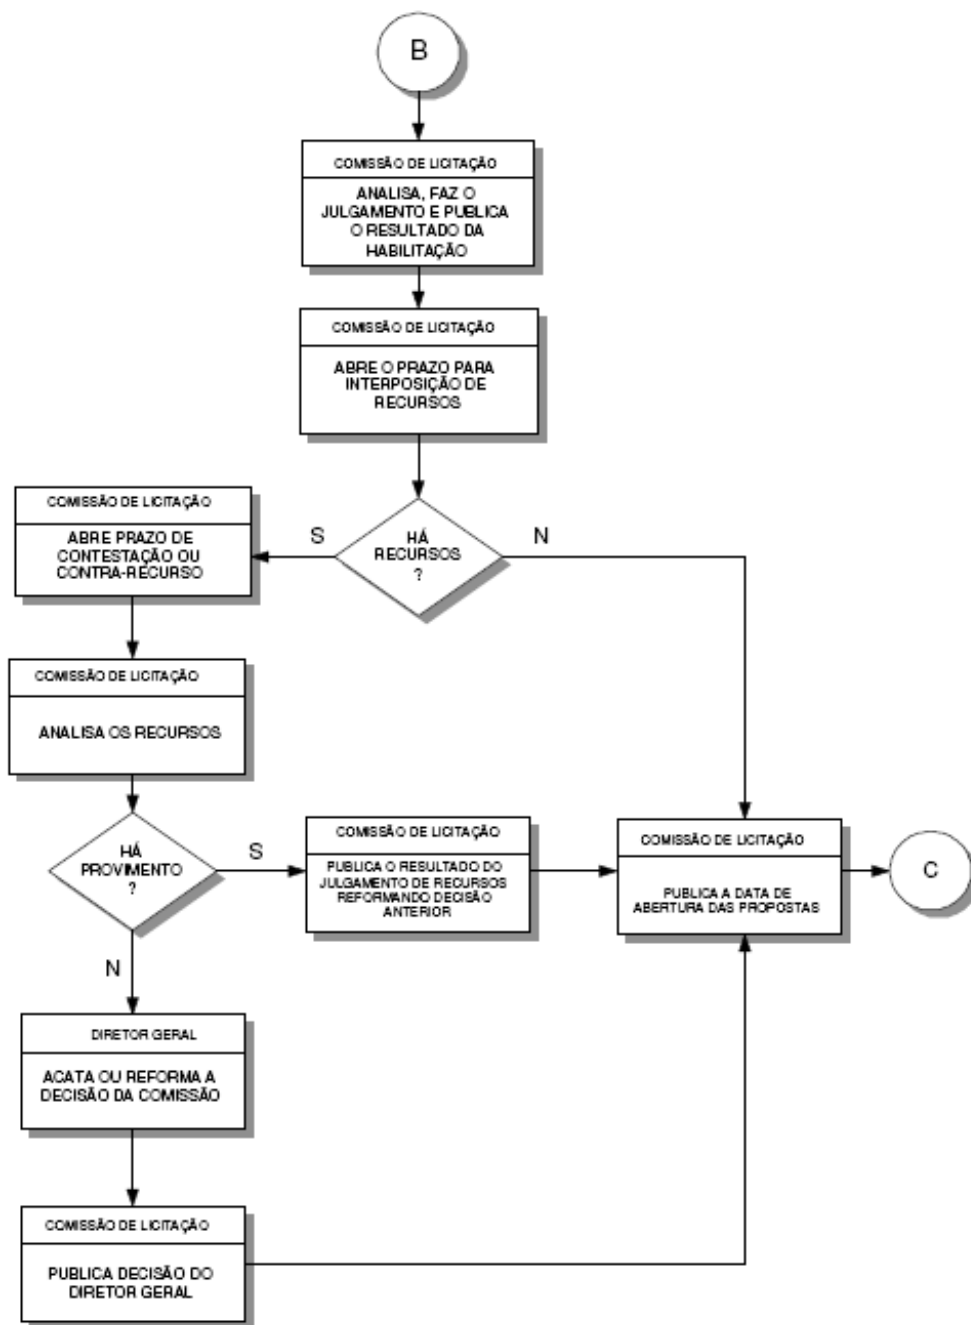 B
COMISSÃO DE LICITAÇÃO
ANALISA, FAZ O
JULGAMENTO E PUBLICA
O RESULTADO DA
HABILITAÇÃO
COMISSÃO DE LICITAÇÃO
ABRE O PRAZO PARA
INTERPOSIÇÃO DE
RECURSOS
HÁ
RECURSOS
?
S
N
COMISSÃO DE LICITAÇÃO
ABRE PRAZO DE
CONTESTAÇÃO OU
CONTRA-RECURSO
COMISSÃO DE LICITAÇÃO
ANALISA OS RECURSOS
HÁ
PROVIMENTO
?
S
N
COMISSÃO DE LICITAÇÃO
PUBLICA O RESULTADO DO
JULGAMENTO DE RECURSOS
REFORMANDO DECISÃO
ANTERIOR
COMISSÃO DE LICITAÇÃO
PUBLICA A DATA DE
ABERTURA DAS PROPOSTAS
C
DIRETOR GERAL
ACATA OU REFORMA A
DECISÃO DA COMISSÃO
COMISSÃO DE LICITAÇÃO
PUBLICA DECISÃO DO
DIRETOR GERAL